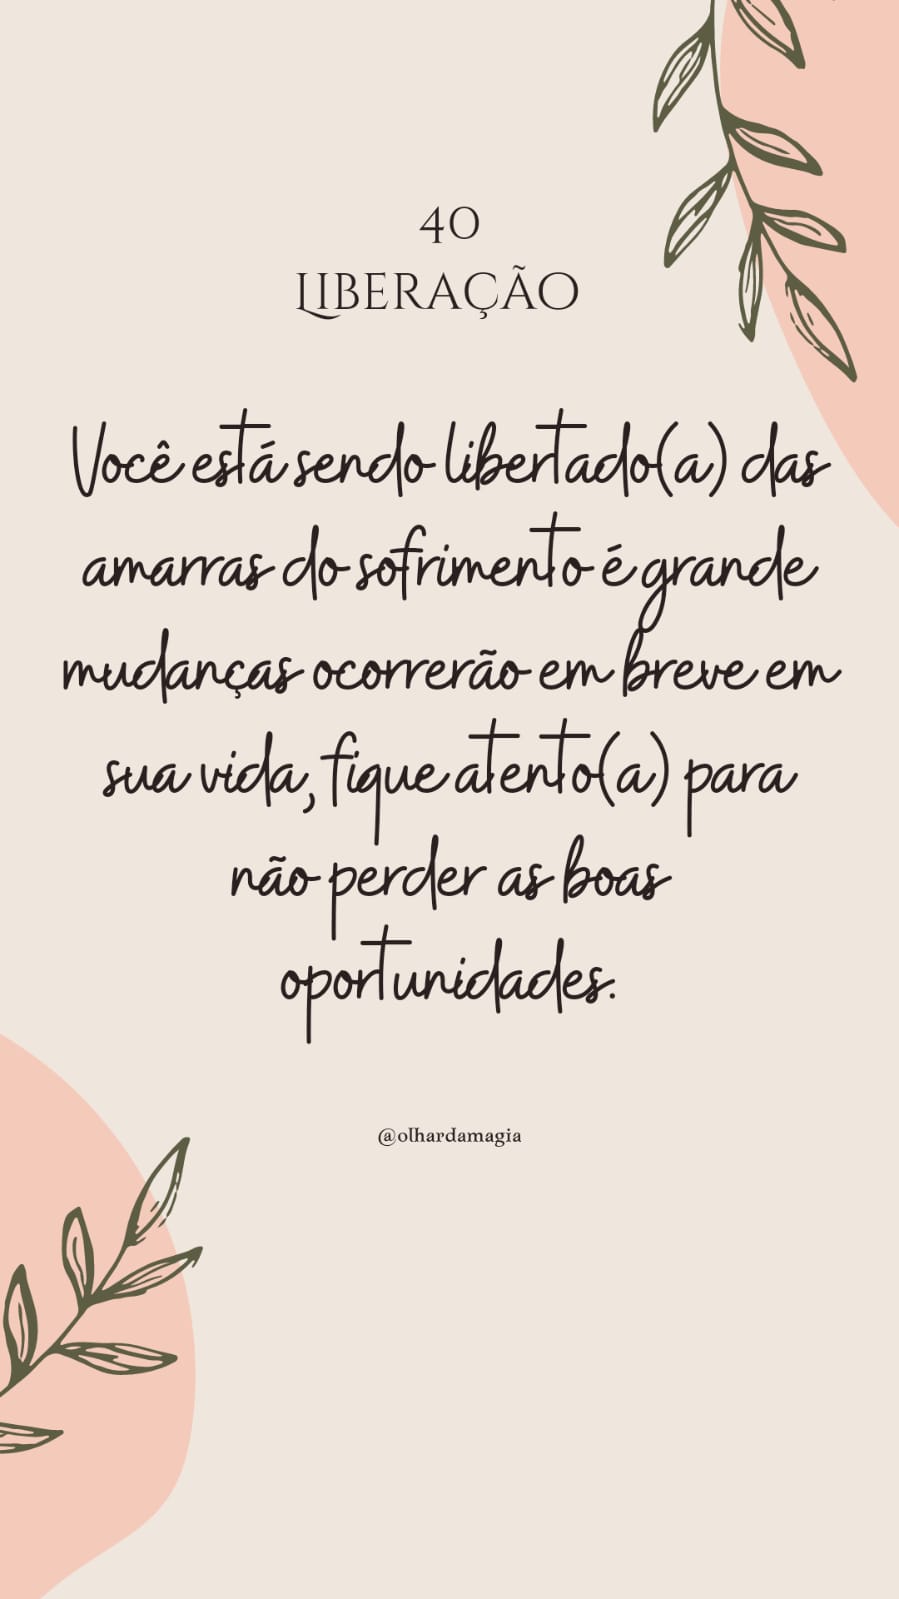 40
LIBERAÇÃO
Você está sendo libertado(a) das
amarras do sofrimento é grande
mudanças ocorrerão em breve em
sua vida, fique atento(a) para
não perder as boas
oportunidades.
@olhardamagia